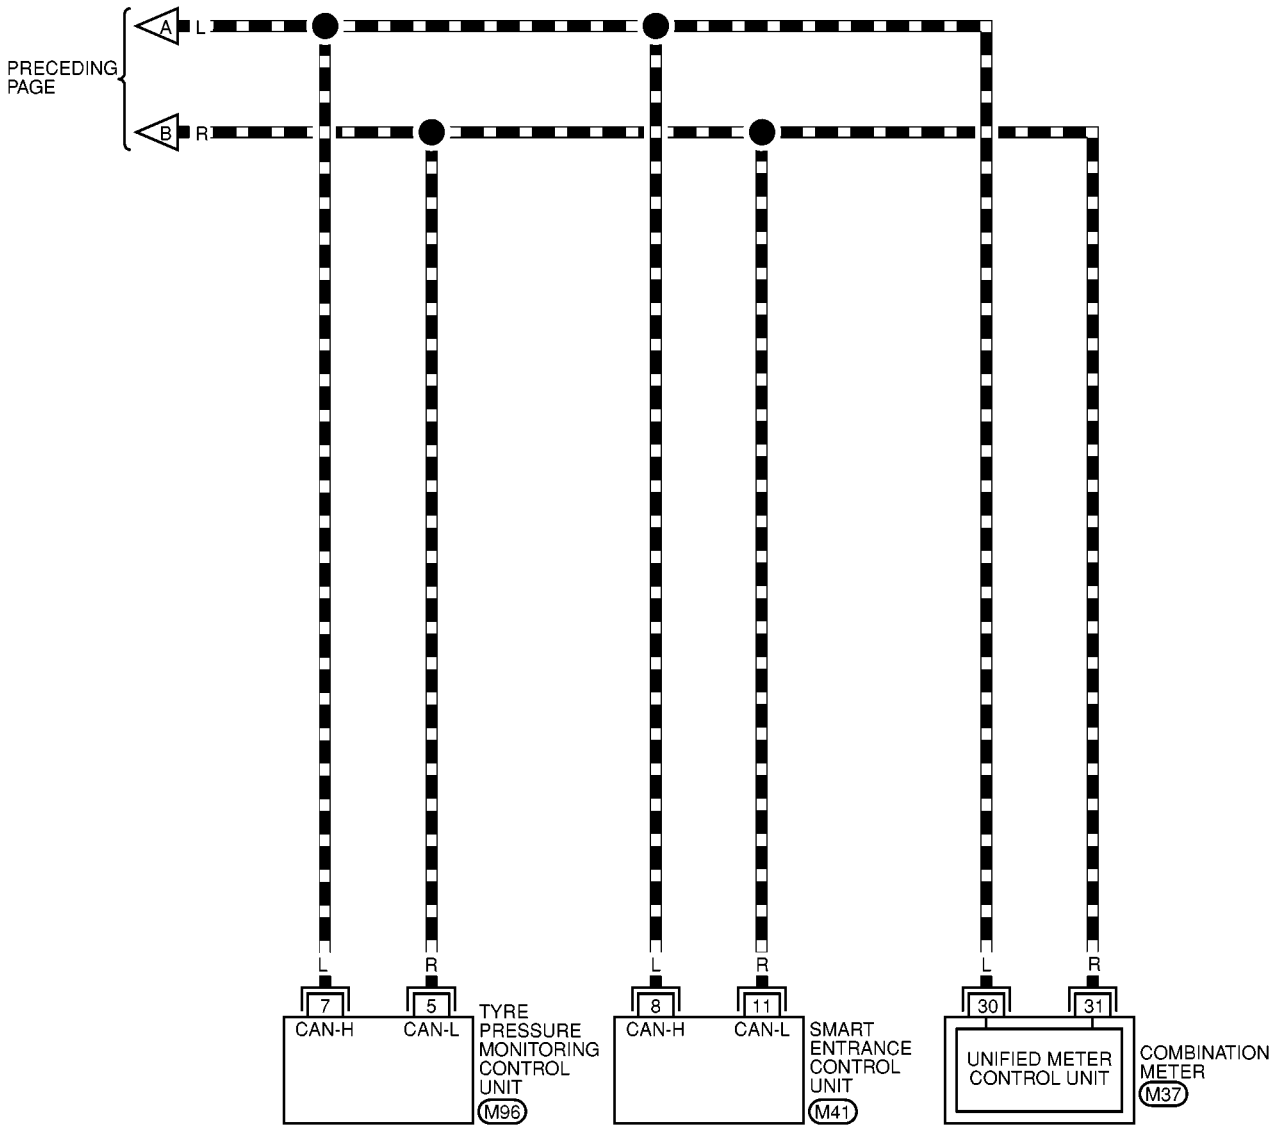 A L
PRECEDING
PAGE
B R
L R L R L R
7 5 8 11 30 31
CAN-H CAN-L
TYRE
PRESSURE
MONITORING
CONTROL
UNIT
M96
CAN-H CAN-L
SMART
ENTRANCE
CONTROL
UNIT
M41
UNIFIED METER
CONTROL UNIT
COMBINATION
METER
M37